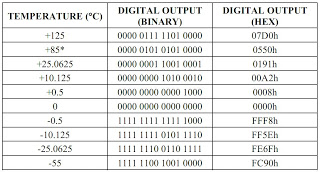 TEMPERATURE (°C) DIGITAL OUTPUT (BINARY) DIGITAL OUTPUT (HEX)
+125 0000 0111 1101 0000 07D0h
+85* 0000 0101 0101 0000 0550h
+25.0625 0000 0001 1001 0001 0191h
+10.125 0000 0000 1010 0010 00A2h
+0.5 0000 0000 0000 1000 0008h
0 0000 0000 0000 0000 0000h
-0.5 1111 1111 1111 1000 FFF8h
-10.125 1111 1111 0101 1110 FF5Eh
-25.0625 1111 1110 0110 1111 FE6Fh
-55 1111 1100 1001 0000 FC90h